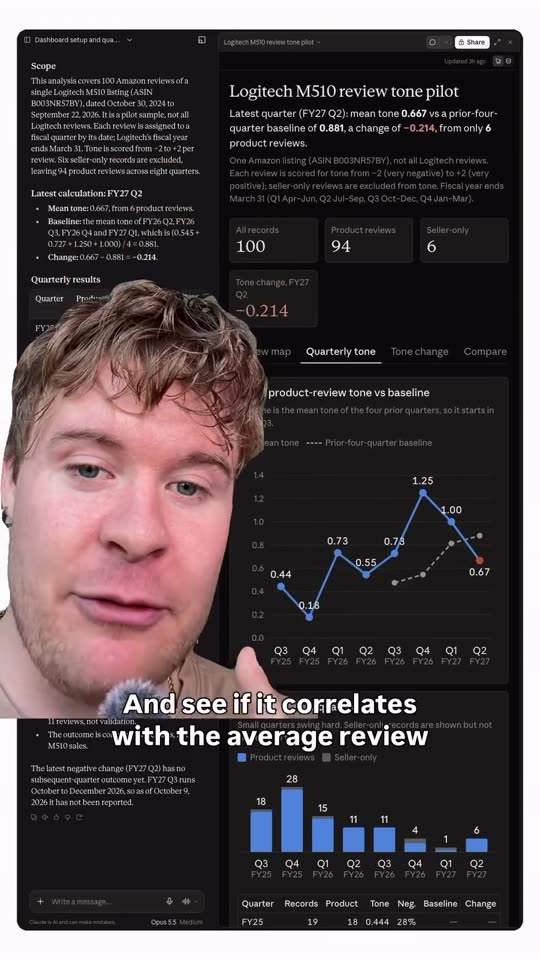 Dashboard setup and qua...
Scope
This analysis covers 100 Amazon reviews of a
single Logitech M510 listing (ASIN
B003NR57BY), dated October 30, 2024 to
September 22, 2026. It is a pilot sample, not all
Logitech reviews. Each review is assigned to a
fiscal quarter by its date; Logitech's fiscal year
ends March 31. Tone is scored from −2 to +2 per
review. Six seller-only records are excluded,
leaving 94 product reviews across eight quarters.
Latest calculation: FY27 Q2
• Mean tone: 0.667, from 6 product reviews.
• Baseline: the mean tone of FY26 Q2, FY26
Q3, FY26 Q4 and FY27 Q1, which is (0.545 +
0.727 + 1.250 + 1.000) / 4 = 0.881.
• Change: 0.667 − 0.881 = −0.214.
Quarterly results
Quarter
11 reviews, not validation.
M510 sales.
The latest negative change (FY27 Q2) has no
subsequent-quarter outcome yet. FY27 Q3 runs
October to December 2026, so as of October 9,
2026 it has not been reported.
Write a message...
Claude is AI and can make mistakes.
Opus 5.5 Medium
Logitech M510 review tone pilot
Share
Updated 3h ago
Logitech M510 review tone pilot
Latest quarter (FY27 Q2): mean tone 0.667 vs a prior-four-
quarter baseline of 0.881, a change of −0.214, from only 6
product reviews.
One Amazon listing (ASIN B003NR57BY), not all Logitech reviews.
Each review is scored for tone from −2 (very negative) to +2 (very
positive); seller-only reviews are excluded from tone. Fiscal year ends
March 31 (Q1 Apr-Jun, Q2 Jul-Sep, Q3 Oct-Dec, Q4 Jan-Mar).
All records
100
Product reviews
94
Seller-only
6
Tone change, FY27
Q2
−0.214
map Quarterly tone Tone change Compare
product-review tone vs baseline
is the mean tone of the four prior quarters, so it starts in
tone Prior-four-quarter baseline
1.4
1.2
1.0
0.8
0.6
0.4
0.2
0.0
0.44
0.18
0.73
0.55
0.73
1.25
1.00
0.67
Q3 Q4 Q1 Q2 Q3 Q4 Q1 Q2
FY25 FY25 FY26 FY26 FY26 FY26 FY27 FY27
And see if it correlates
with the average review
Small quarters swing hard. Seller-only records are shown but not
Product reviews Seller-only
18
28
15
11
11
4
1
6
Q3 Q4 Q1 Q2 Q3 Q4 Q1 Q2
FY25 FY25 FY26 FY26 FY26 FY26 FY27 FY27
Quarter Records Product Tone Neg. Baseline Change
FY25 19 18 0.444 28% — —